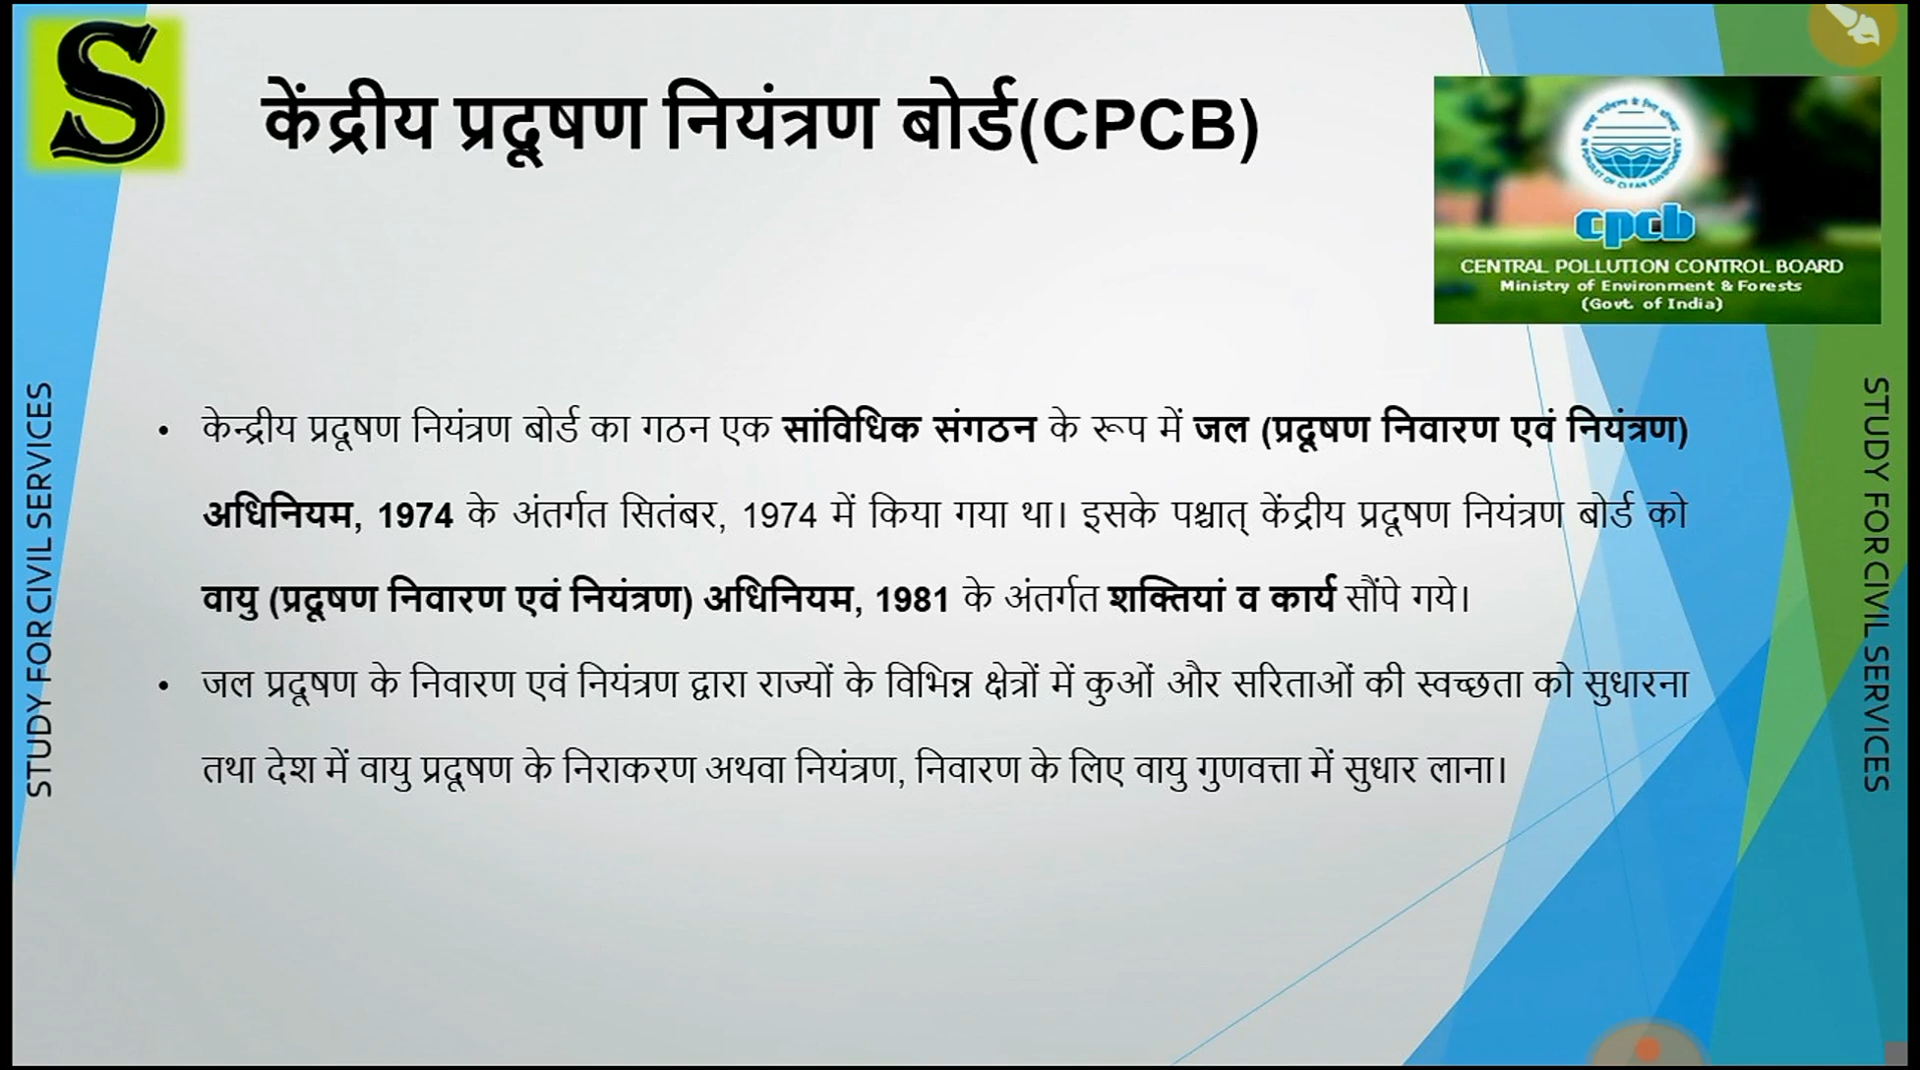 S
केंद्रीय प्रदूषण नियंत्रण बोर्ड(CPCB)
cpcb
CENTRAL POLLUTION CONTROL BOARD
Ministry of Environment & Forests
(Govt. of India)
• केन्द्रीय प्रदूषण नियंत्रण बोर्ड का गठन एक सांविधिक संगठन के रूप में जल (प्रदूषण निवारण एवं नियंत्रण)
अधिनियम, 1974 के अंतर्गत सितंबर, 1974 में किया गया था। इसके पश्चात् केंद्रीय प्रदूषण नियंत्रण बोर्ड को
वायु (प्रदूषण निवारण एवं नियंत्रण) अधिनियम, 1981 के अंतर्गत शक्तियां व कार्य सौंपे गये।
• जल प्रदूषण के निवारण एवं नियंत्रण द्वारा राज्यों के विभिन्न क्षेत्रों में कुओं और सरिताओं की स्वच्छता को सुधारना
तथा देश में वायु प्रदूषण के निराकरण अथवा नियंत्रण, निवारण के लिए वायु गुणवत्ता में सुधार लाना।
STUDY FOR CIVIL SERVICES
STUDY FOR CIVIL SERVICES